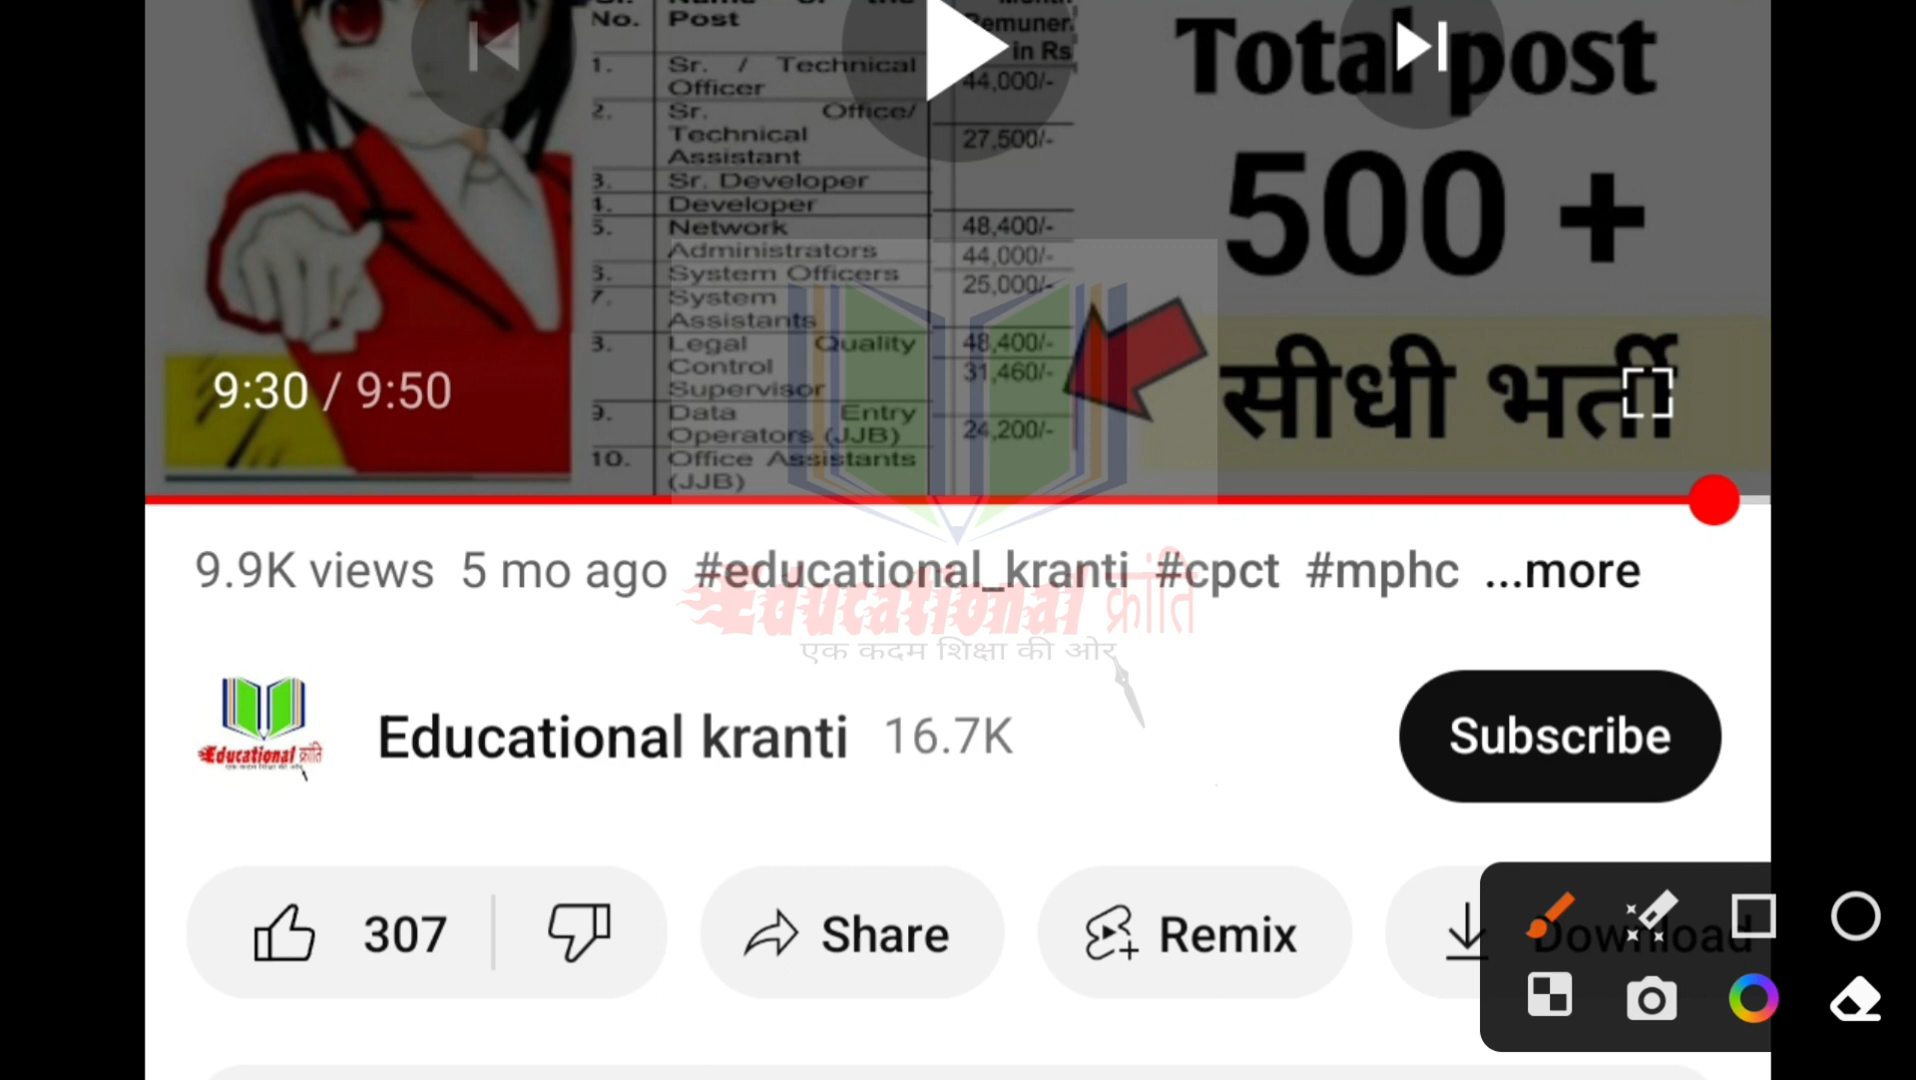 No. Post
Remuner.
in Rs
1. Sr. / Technical
Officer
44,000/-
2. Sr. Office/
Technical
Assistant
27,500/-
3. Sr. Developer
4. Developer
5. Network
Administrators
48,400/-
44,000/-
6. System Officers
25,000/-
7. System
Assistants
8. Legal Quality
Control
Supervisor
48,400/-
31,460/-
9. Data Entry
Operators (JJB)
24,200/-
10. Office Assistants
(JJB)
Total post
500 +
सीधी भर्ती
9:30 / 9:50
9.9K views 5 mo ago #educational_kranti #cpct #mphc ...more
Educational क्रांति
एक कदम शिक्षा की ओर
Educational क्रांति
Educational kranti 16.7K
Subscribe
307
Share
Remix
Download